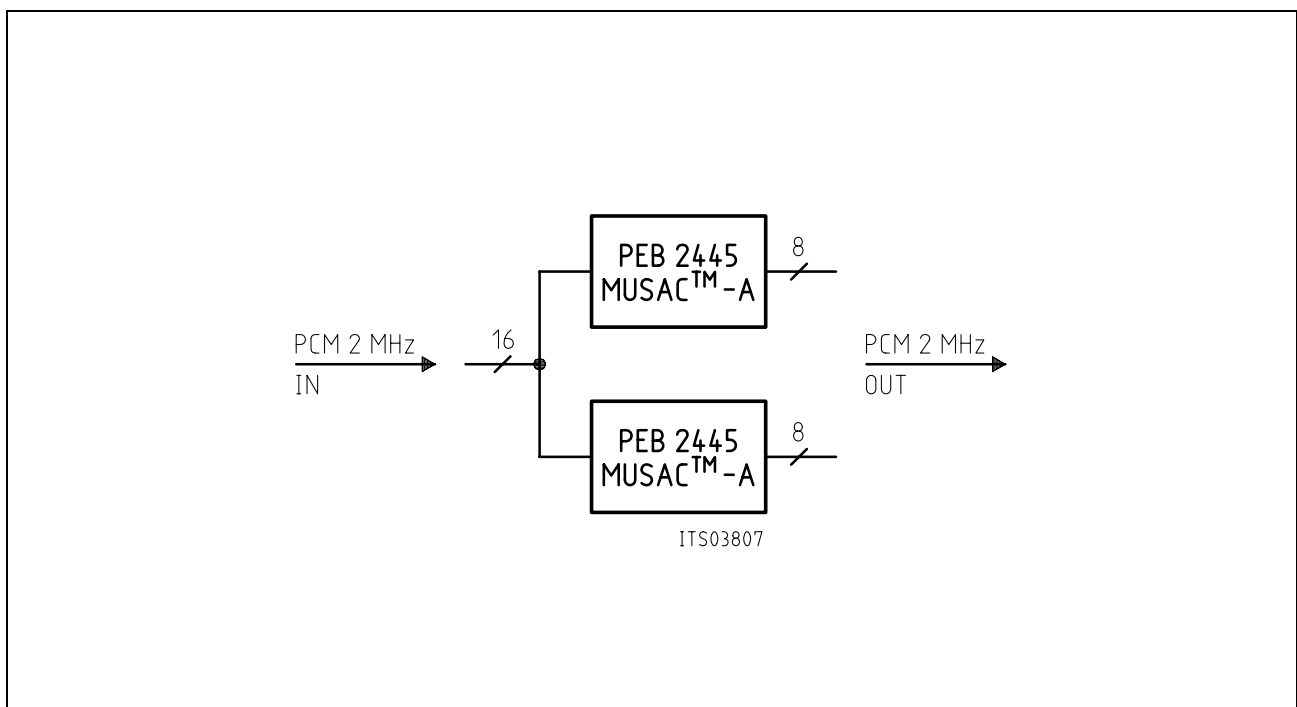 PEB 2445
MUSAC™-A
8
PCM 2 MHz
IN
16
PCM 2 MHz
OUT
PEB 2445
MUSAC™-A
8
ITS03807